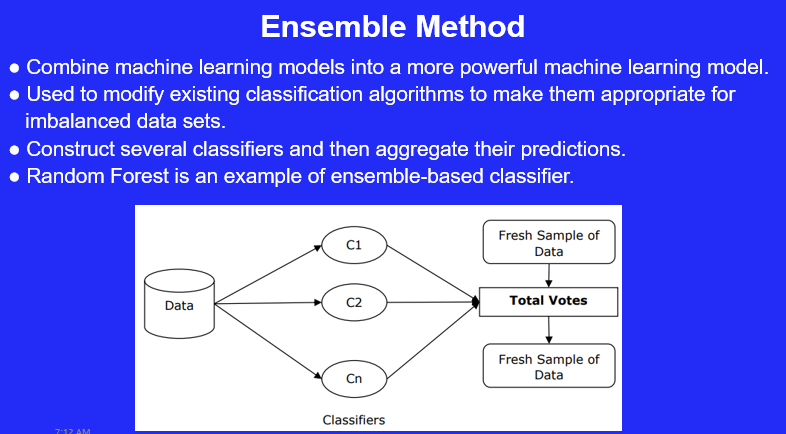 Ensemble Method
● Combine machine learning models into a more powerful machine learning model.
● Used to modify existing classification algorithms to make them appropriate for
imbalanced data sets.
● Construct several classifiers and then aggregate their predictions.
● Random Forest is an example of ensemble-based classifier.
Data
C1
C2
Cn
Classifiers
Fresh Sample of
Data
Total Votes
Fresh Sample of
Data
7:12 AM